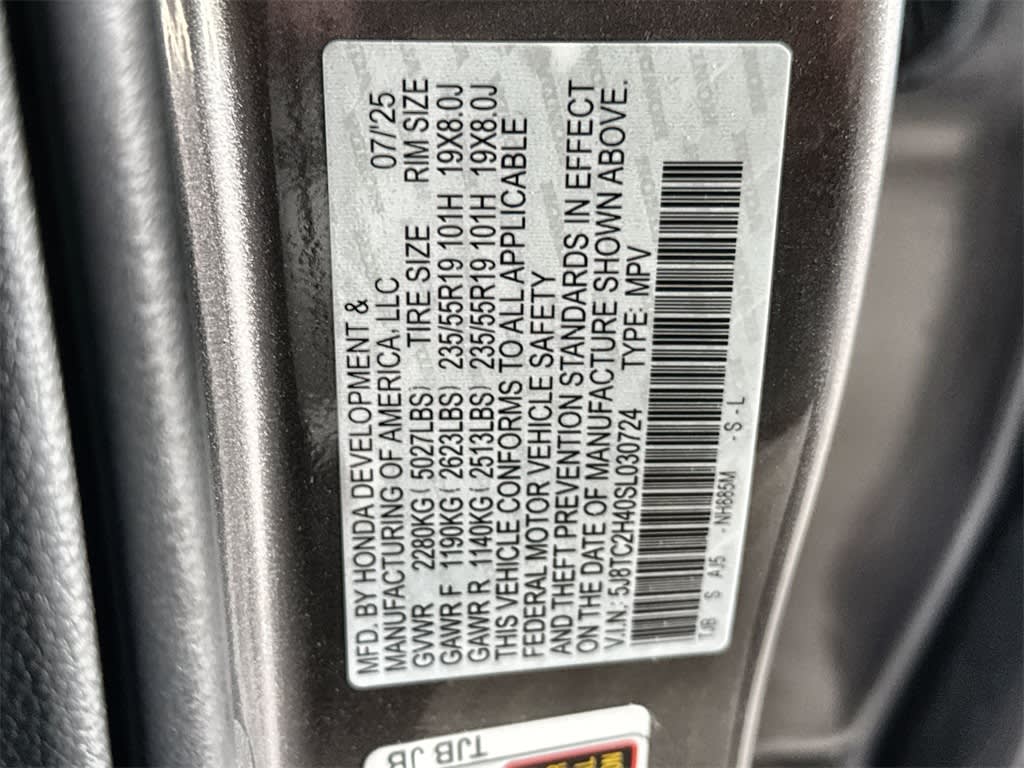 MFD. BY HONDA DEVELOPMENT &
MANUFACTURING OF AMERICA, LLC 07/'25
GVWR 2280KG ( 5027LBS) TIRE SIZE RIM SIZE
GAWR F 1190KG ( 2623LBS) 235/55R19 101H 19X8.0J
GAWR R 1140KG ( 2513LBS) 235/55R19 101H 19X8.0J
THIS VEHICLE CONFORMS TO ALL APPLICABLE
FEDERAL MOTOR VEHICLE SAFETY
AND THEFT PREVENTION STANDARDS IN EFFECT
ON THE DATE OF MANUFACTURE SHOWN ABOVE.
V.I.N.: 5J8TC2H40SL030724 TYPE: MPV
TJB S A/5 - NH885M - S - L
TJB JB